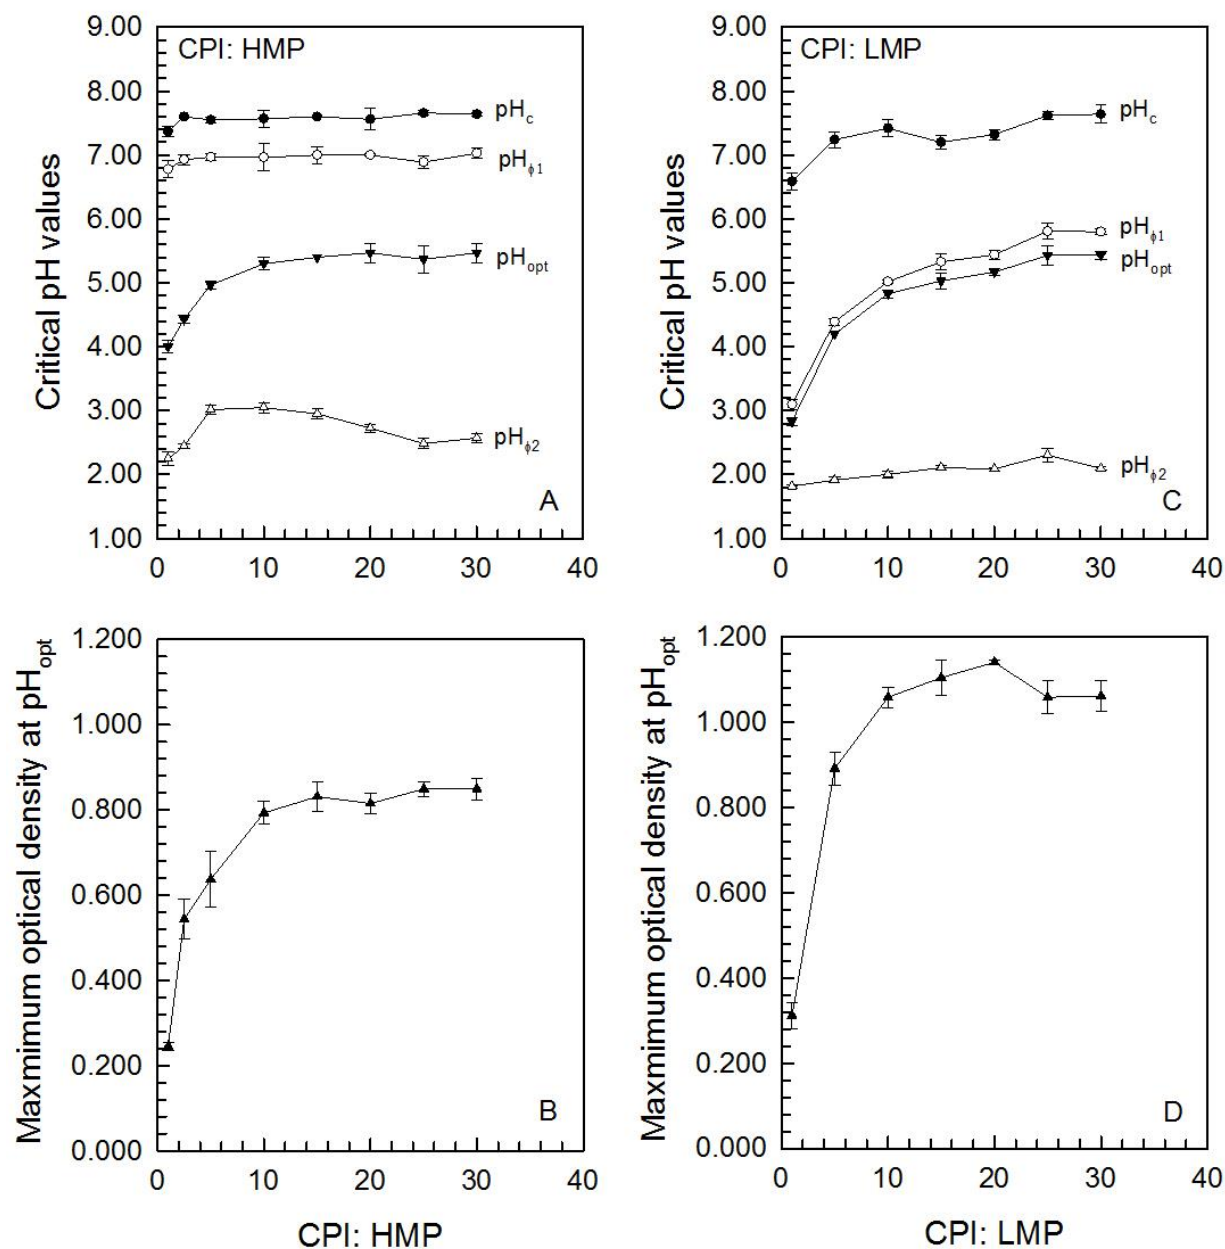 CPI: HMP
9.00
8.00
7.00
6.00
5.00
4.00
3.00
2.00
1.00
Critical pH values
pHc
pHϕ1
pHopt
pHϕ2
A
0 10 20 30 40
CPI: LMP
9.00
8.00
7.00
6.00
5.00
4.00
3.00
2.00
1.00
Critical pH values
pHc
pHϕ1
pHopt
pHϕ2
C
0 10 20 30 40
1.200
1.000
0.800
0.600
0.400
0.200
0.000
Maxmimum optical density at pHopt
B
0 10 20 30 40
CPI: HMP
1.200
1.000
0.800
0.600
0.400
0.200
0.000
Maxmimum optical density at pHopt
D
0 10 20 30 40
CPI: LMP